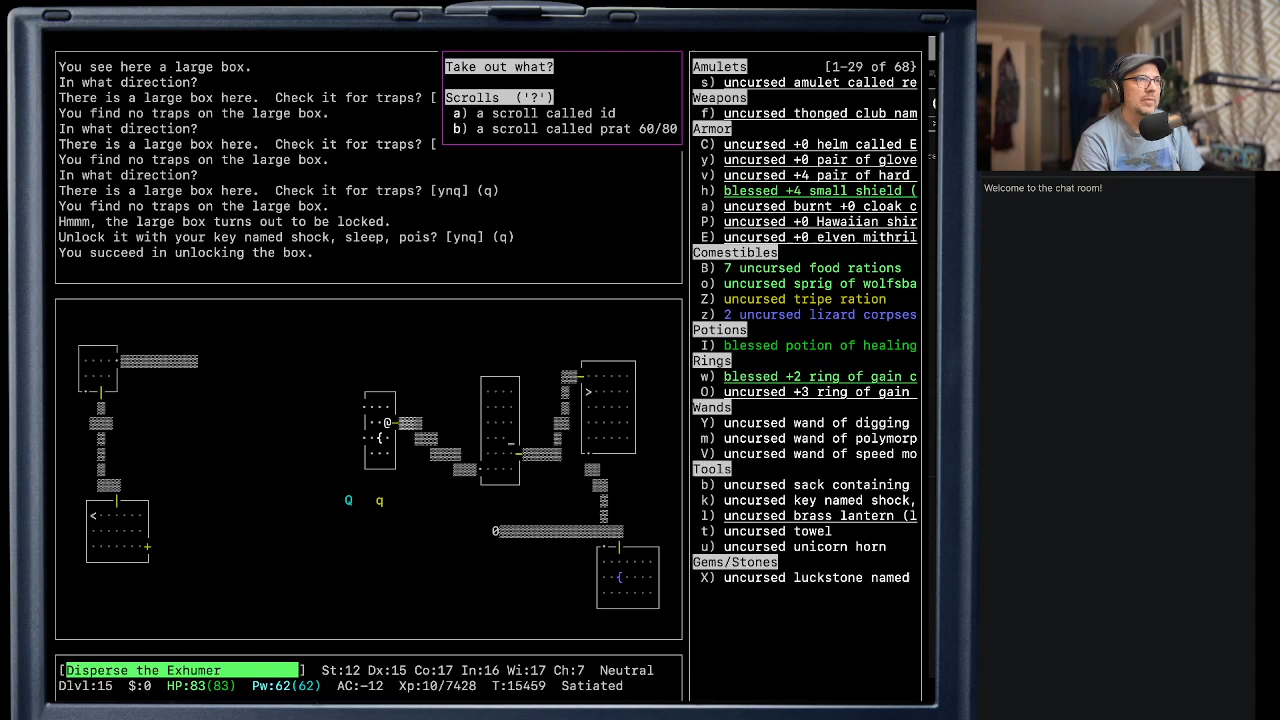 You see here a large box.
In what direction?
There is a large box here.  Check it for traps? [
You find no traps on the large box.
In what direction?
There is a large box here.  Check it for traps? [
You find no traps on the large box.
In what direction?
There is a large box here.  Check it for traps? [ynq] (q)
You find no traps on the large box.
Hmmm, the large box turns out to be locked.
Unlock it with your key named shock, sleep, pois? [ynq] (q)
You succeed in unlocking the box.
Take out what?
Scrolls  ('?')
a) a scroll called id
b) a scroll called prat 60/80
Amulets [1-29 of 68)
s) uncursed amulet called re
Weapons
f) uncursed thonged club nam
Armor
C) uncursed +0 helm called E
y) uncursed +0 pair of glove
v) uncursed +4 pair of hard
h) blessed +4 small shield (
a) uncursed burnt +0 cloak c
P) uncursed +0 Hawaiian shir
E) uncursed +0 elven mithril
Comestibles
B) 7 uncursed food rations
o) uncursed sprig of wolfsba
Z) uncursed tripe ration
z) 2 uncursed lizard corpses
Potions
I) blessed potion of healing
Rings
w) blessed +2 ring of gain c
O) uncursed +3 ring of gain
Wands
Y) uncursed wand of digging
m) uncursed wand of polymorp
V) uncursed wand of speed mo
Tools
b) uncursed sack containing
k) uncursed key named shock,
l) uncursed brass lantern (l
t) uncursed towel
u) uncursed unicorn horn
Gems/Stones
X) uncursed luckstone named
[Disperse the Exhumer ] St:12 Dx:15 Co:17 In:16 Wi:17 Ch:7 Neutral
Dlvl:15 $:0 HP:83(83) Pw:62(62) AC:-12 Xp:10/7428 T:15459 Satiated
Welcome to the chat room!